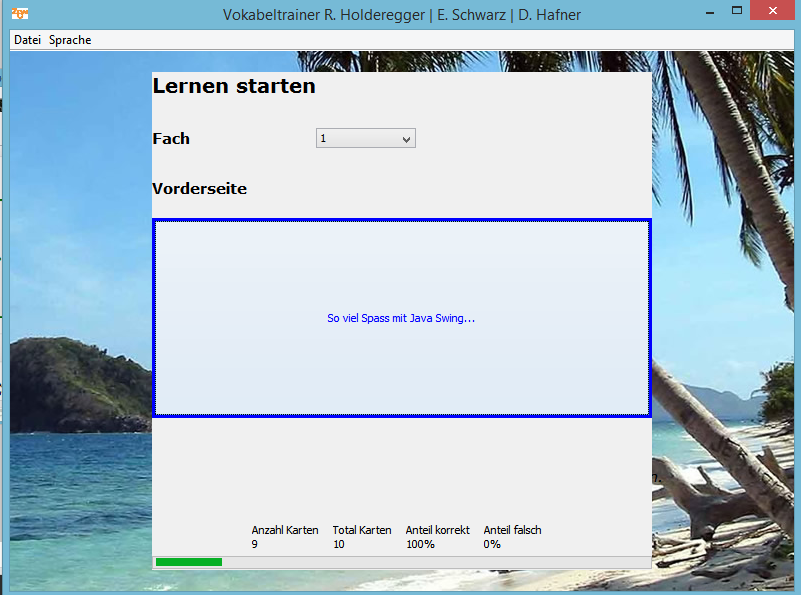 Vokabeltrainer R. Holderegger | E. Schwarz | D. Hafner
Datei Sprache
Lernen starten
Fach 1
Vorderseite
So viel Spass mit Java Swing...
Anzahl Karten Total Karten Anteil korrekt Anteil falsch
9 10 100% 0%